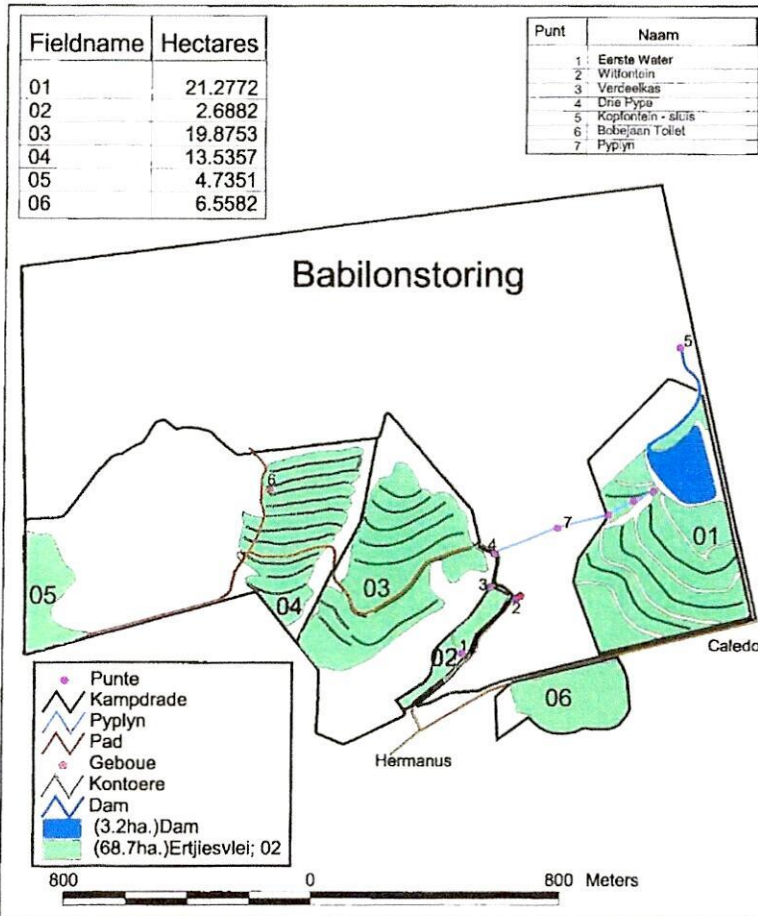 Fieldname Hectares
01 21.2772
02 2.6882
03 19.8753
04 13.5357
05 4.7351
06 6.5582
Punt Naam
1 Eerste Water
2 Witfontein
3 Verdeelkas
4 Drie Pype
5 Kopfontein - sluis
6 Bobejaan Toilet
7 Pyplyn
Babilonstoring
5
6
7
4
01
03
3
05
04
2
02 1
Caledo
06
Hermanus
Punte
Kampdrade
Pyplyn
Pad
Geboue
Kontoere
Dam
(3.2ha.)Dam
(68.7ha.)Ertjiesvlei; 02
800 0 800 Meters